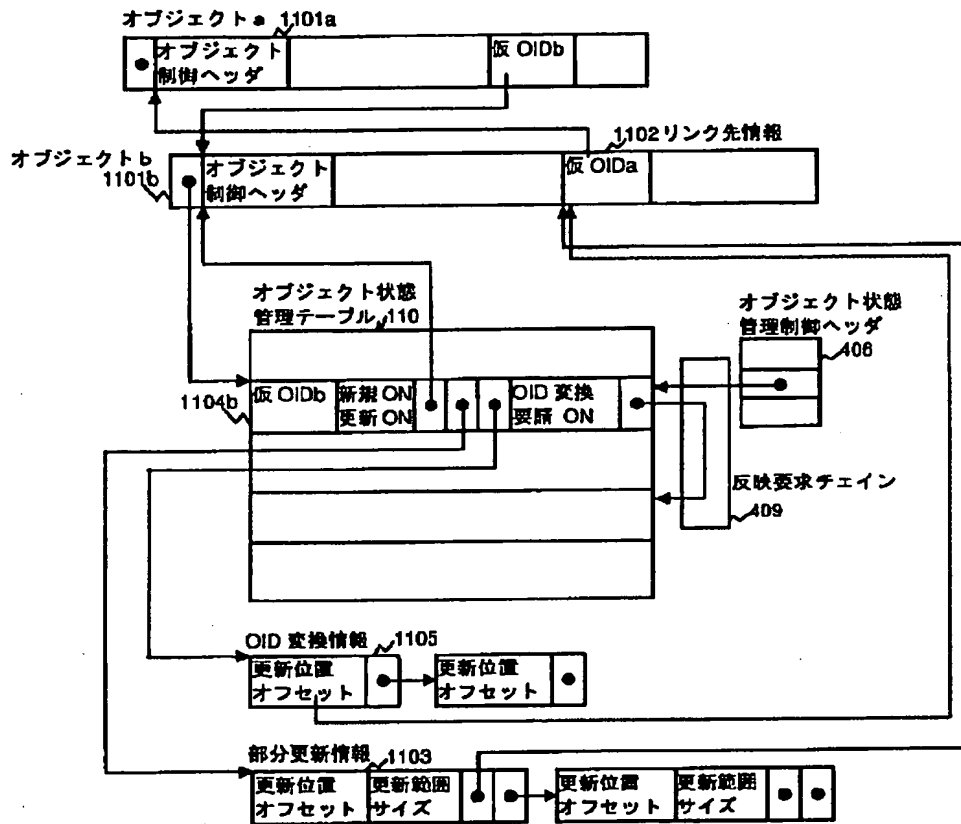 オブジェクトa 1101a
オブジェクト
制御ヘッダ
仮 OIDb
1102リンク先情報
オブジェクトb
1101b
オブジェクト
制御ヘッダ
仮 OIDa
オブジェクト状態
管理テーブル 110
オブジェクト状態
管理制御ヘッダ
406
1104b
仮 OIDb
新規 ON
更新 ON
OID 変換
要請 ON
反映要求チェイン
409
OID 変換情報 1105
更新位置
オフセット
更新位置
オフセット
部分更新情報 1103
更新位置
オフセット
更新範囲
サイズ
更新位置
オフセット
更新範囲
サイズ